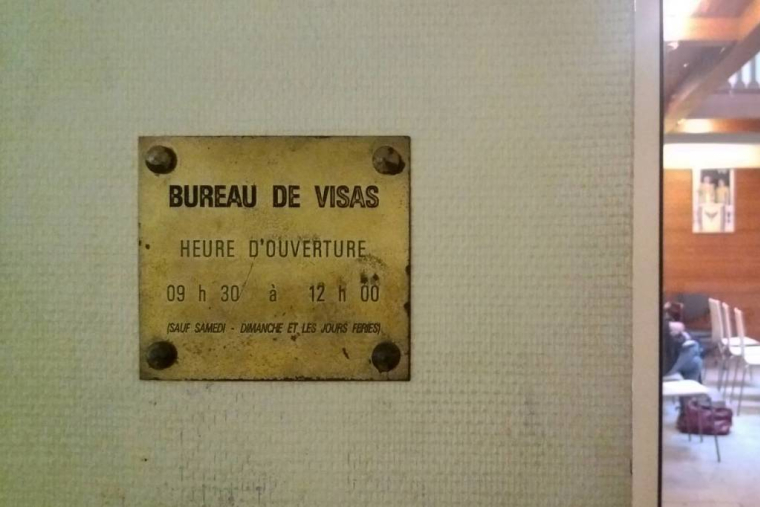 BUREAU DE VISAS
HEURE D'OUVERTURE
09 h 30 à 12 h 00
(SAUF SAMEDI - DIMANCHE ET LES JOURS FERIES)